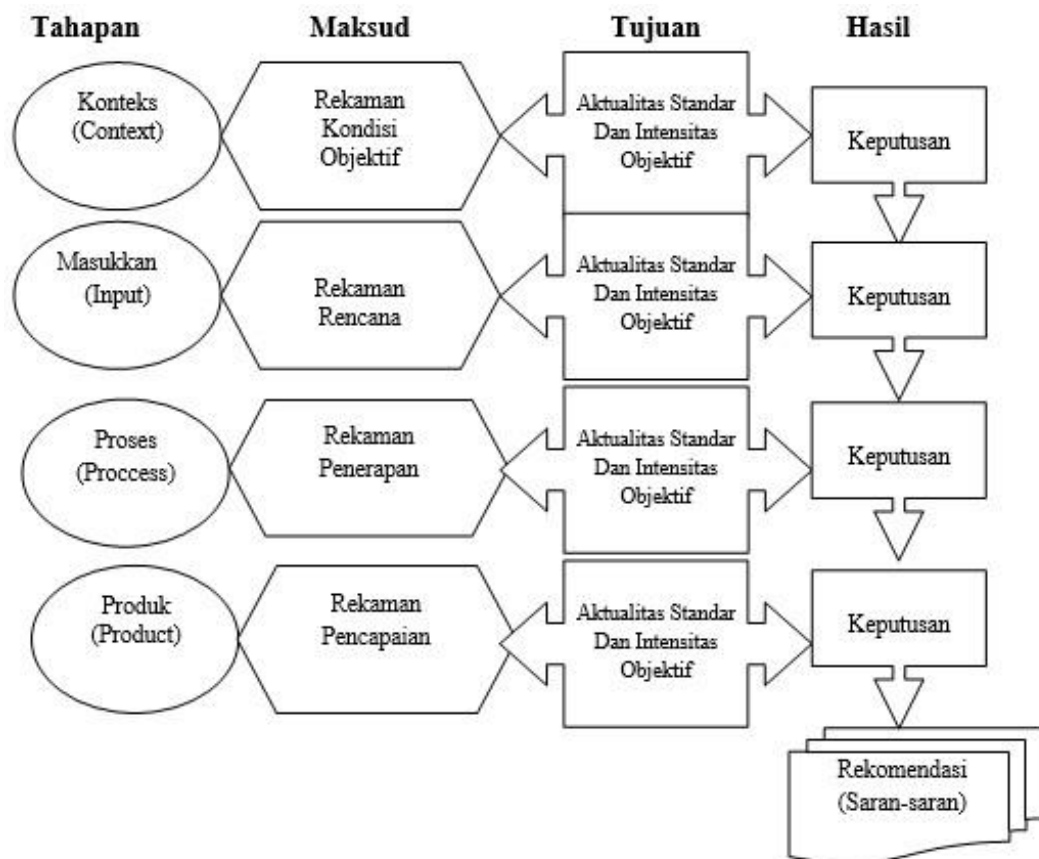 Tahapan
Maksud
Tujuan
Hasil
Konteks
(Context)
Rekaman
Kondisi
Objektif
Aktualitas Standar
Dan Intensitas
Objektif
Keputusan
Masukkan
(Input)
Rekaman
Rencana
Aktualitas Standar
Dan Intensitas
Objektif
Keputusan
Proses
(Proccess)
Rekaman
Penerapan
Aktualitas Standar
Dan Intensitas
Objektif
Keputusan
Produk
(Product)
Rekaman
Pencapaian
Aktualitas Standar
Dan Intensitas
Objektif
Keputusan
Rekomendasi
(Saran-saran)